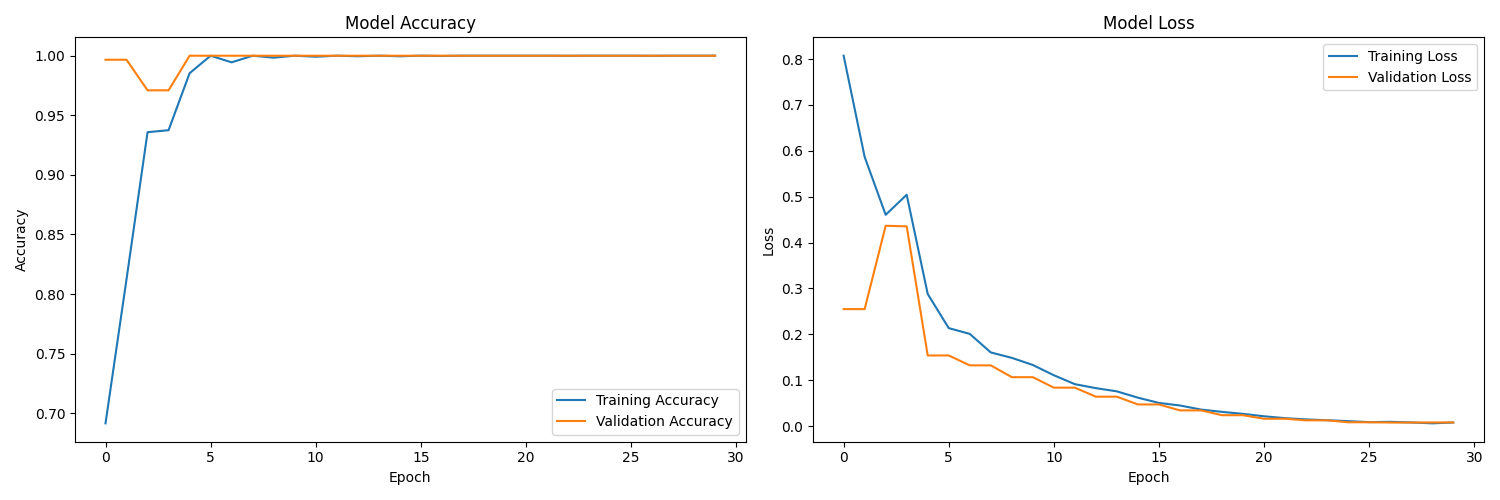 Model Accuracy
1.00
0.95
0.90
0.85
0.80
0.75
0.70
Accuracy
0 5 10 15 20 25 30
Epoch
Training Accuracy
Validation Accuracy
Model Loss
0.8
0.7
0.6
0.5
0.4
0.3
0.2
0.1
0.0
Loss
0 5 10 15 20 25 30
Epoch
Training Loss
Validation Loss